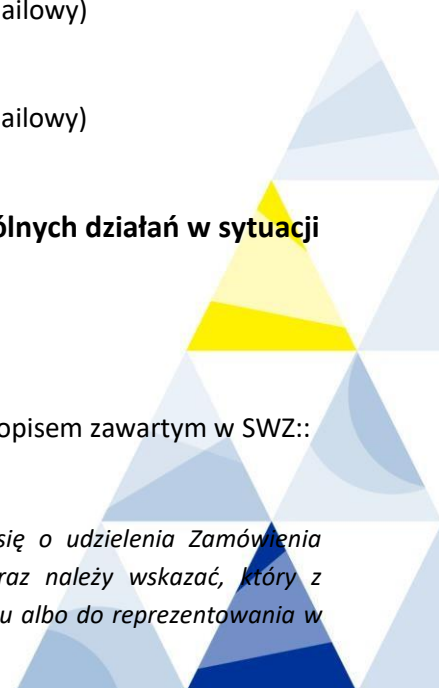 ailowy)
ailowy)
ólnych działań w sytuacji
opisem zawartym w SWZ::
się o udzielenia Zamówienia
raz należy wskazać, który z
u albo do reprezentowania w